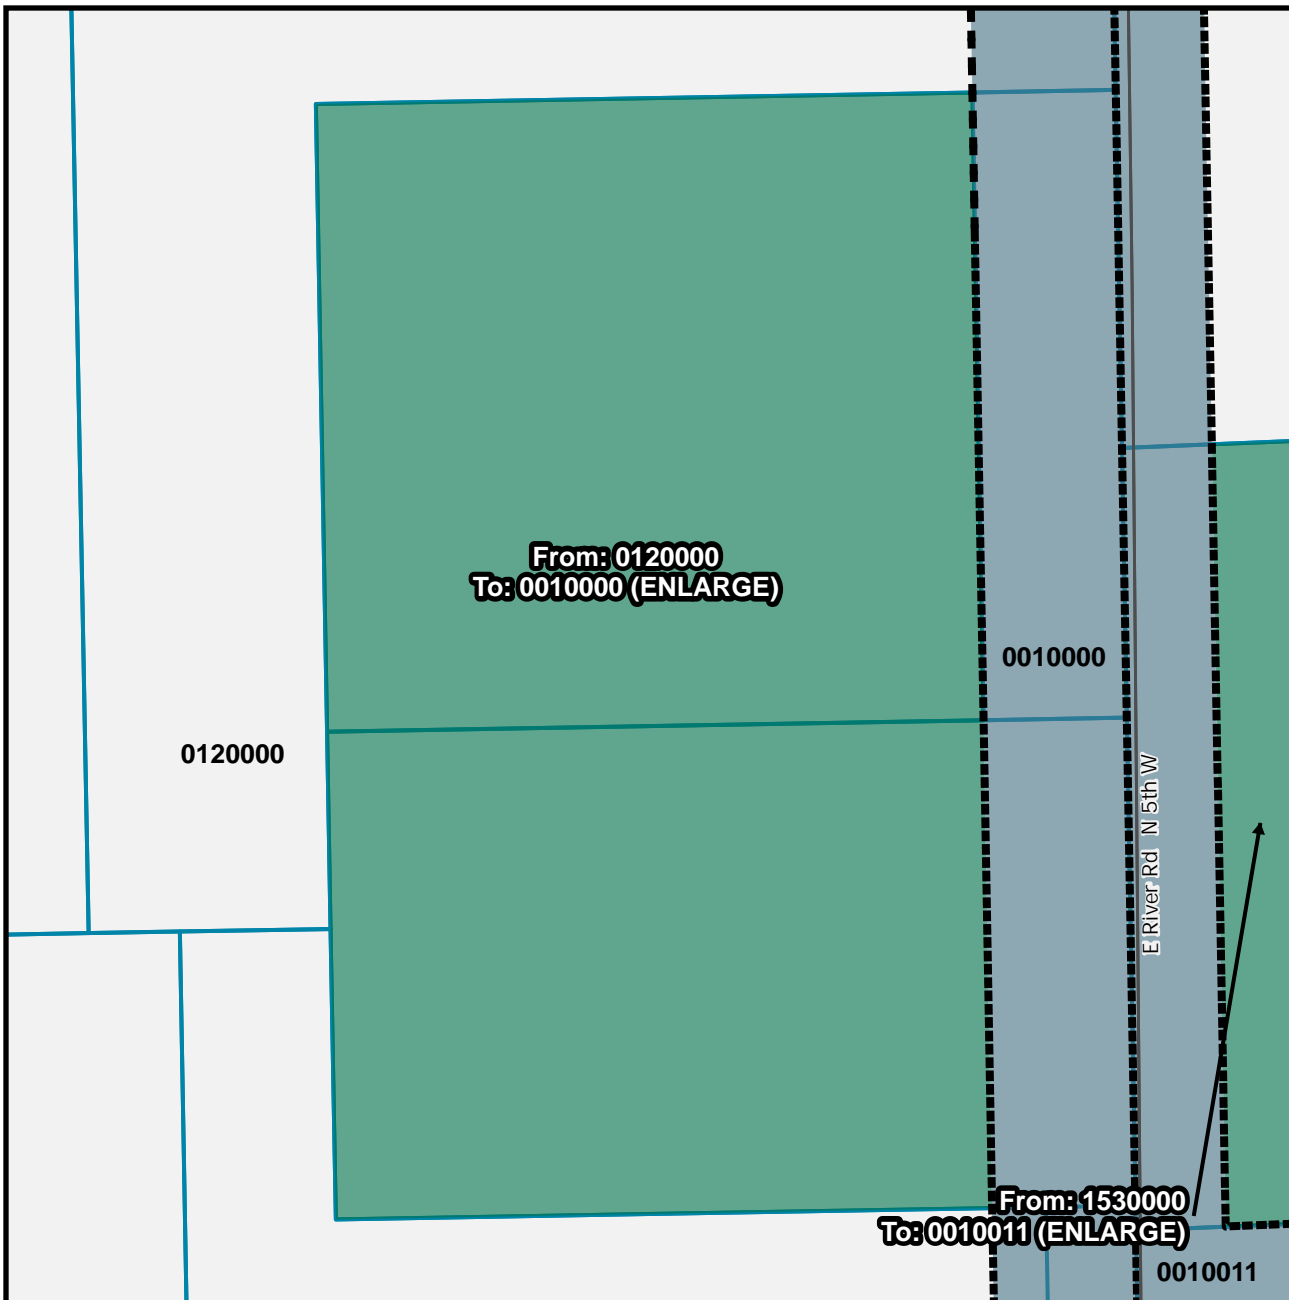 From: 0120000
To: 0010000 (ENLARGE)
0010000
0120000
E River Rd N 5th W
From: 1530000
To: 0010011 (ENLARGE)
0010011